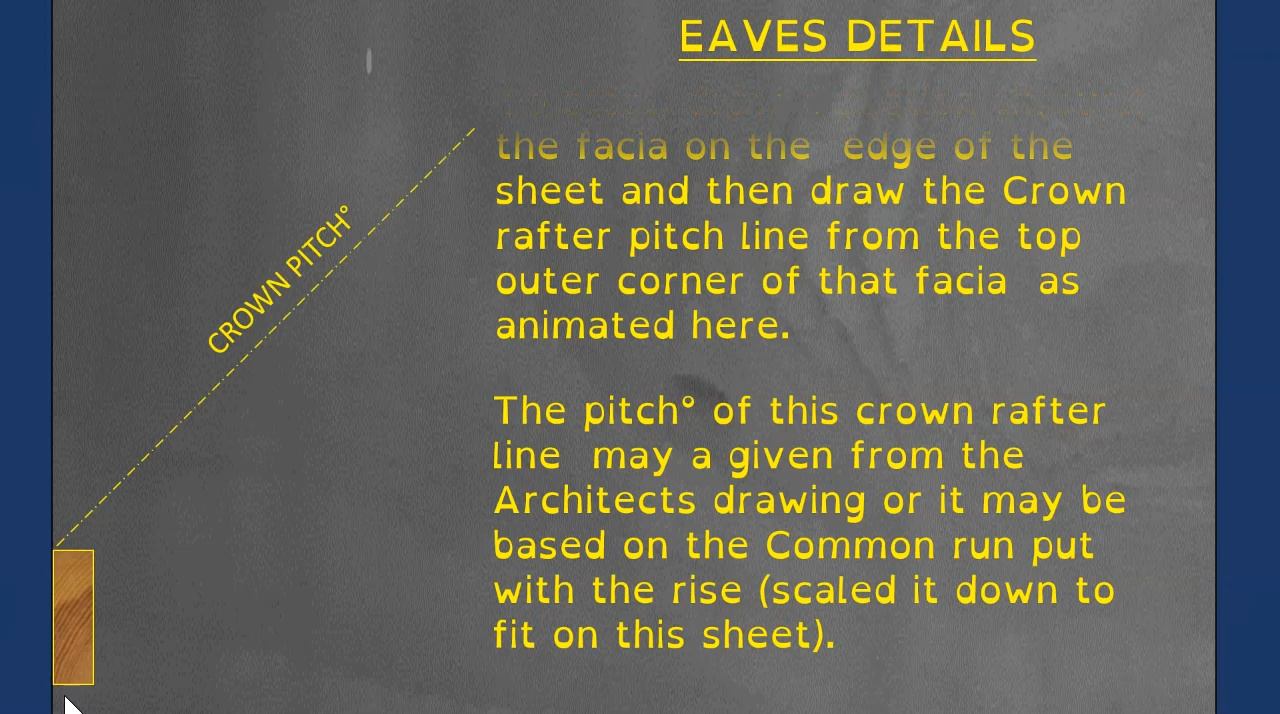 EAVES DETAILS
the facia on the edge of the
sheet and then draw the Crown
rafter pitch line from the top
outer corner of that facia as
animated here.
CROWN PITCH°
The pitch° of this crown rafter
line may a given from the
Architects drawing or it may be
based on the Common run put
with the rise (scaled it down to
fit on this sheet).